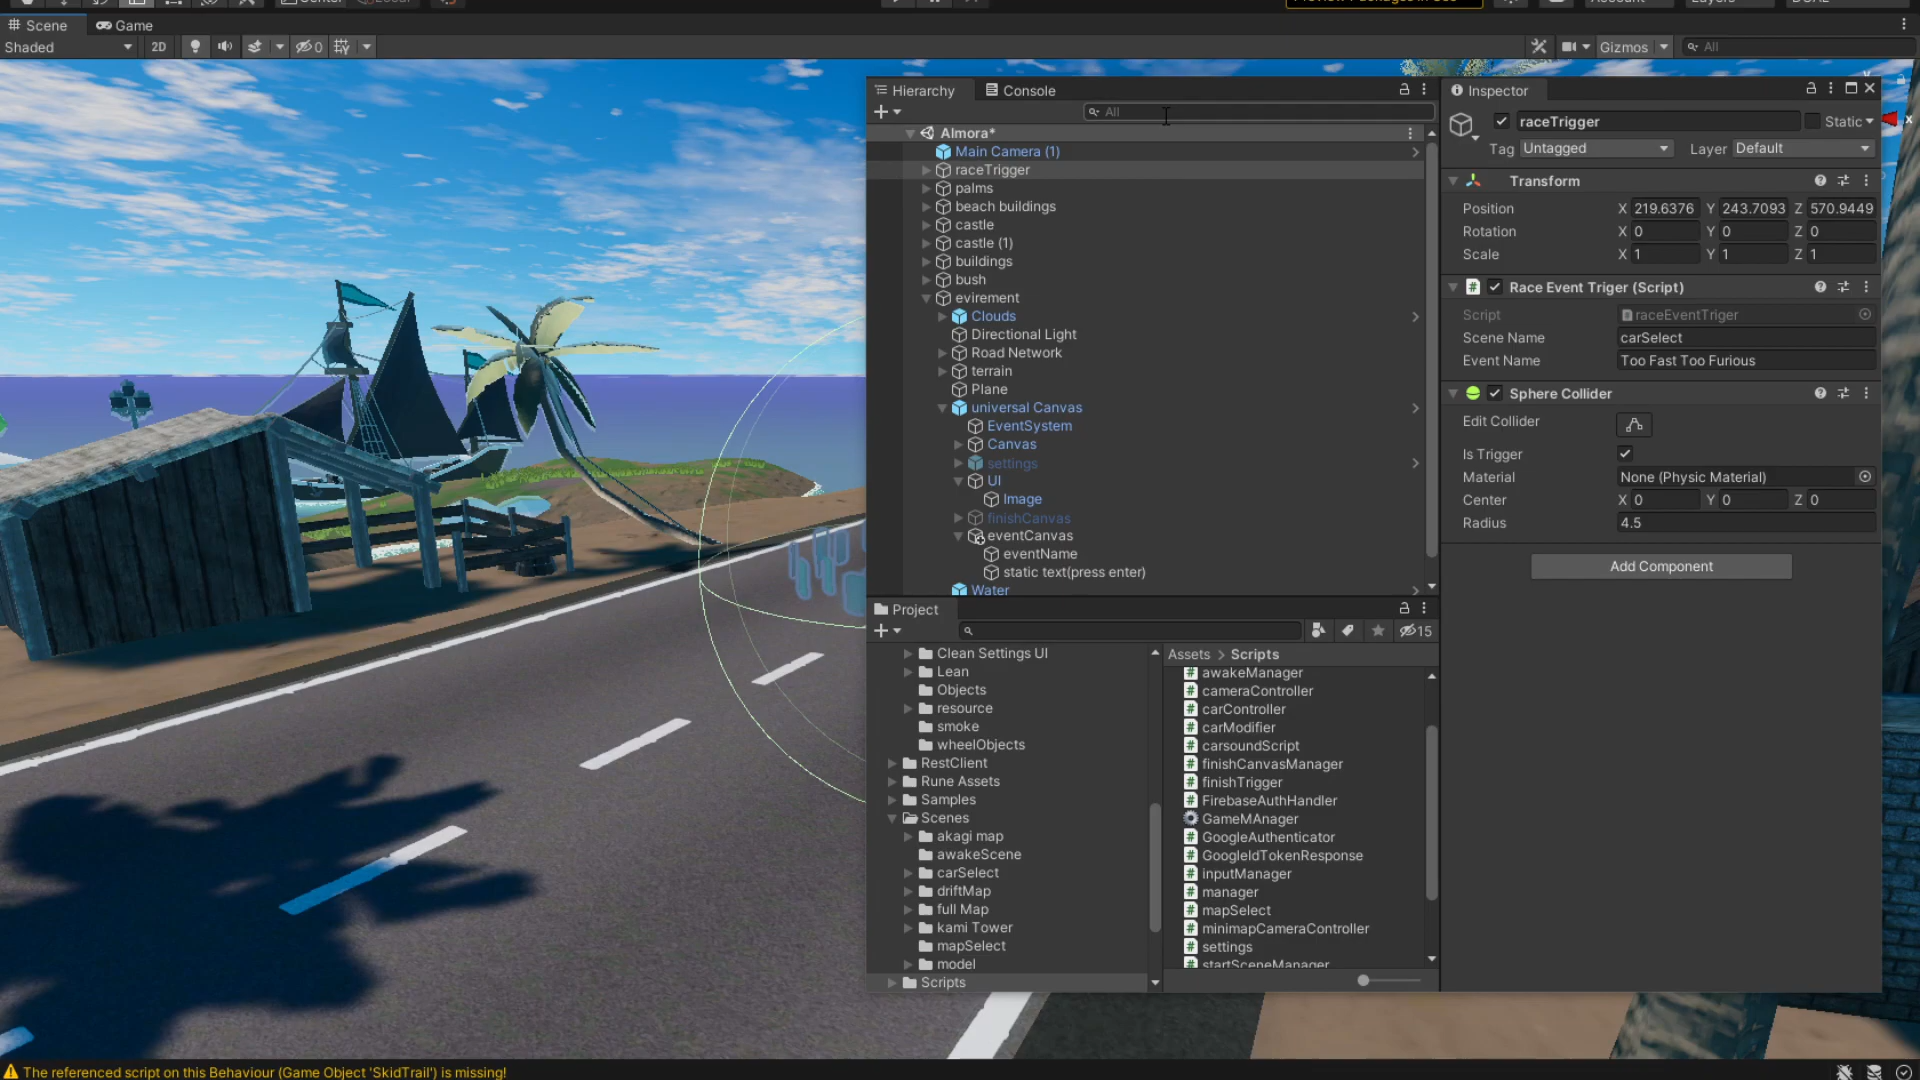 Scene
Game
Shaded
2D
0
Gizmos
All
Hierarchy
Console
All
Almora*
Main Camera (1)
raceTrigger
palms
beach buildings
castle
castle (1)
buildings
bush
evirement
Clouds
Directional Light
Road Network
terrain
Plane
universal Canvas
EventSystem
Canvas
settings
UI
Image
finishCanvas
eventCanvas
eventName
static text(press enter)
Water
Project
15
Clean Settings UI
Lean
Objects
resource
smoke
wheelObjects
RestClient
Rune Assets
Samples
Scenes
akagi map
awakeScene
carSelect
driftMap
full Map
kami Tower
mapSelect
model
Scripts
Assets > Scripts
awakeManager
cameraController
carController
carModifier
carsoundScript
finishCanvasManager
finishTrigger
FirebaseAuthHandler
GameMAnager
GoogleAuthenticator
GoogleIdTokenResponse
inputManager
manager
mapSelect
minimapCameraController
settings
startSceneManager
Inspector
raceTrigger
Static
Tag Untagged Layer Default
Transform
Position X 219.6376 Y 243.7093 Z 570.9449
Rotation X 0 Y 0 Z 0
Scale X 1 Y 1 Z 1
Race Event Triger (Script)
Script raceEventTriger
Scene Name carSelect
Event Name Too Fast Too Furious
Sphere Collider
Edit Collider
Is Trigger
Material None (Physic Material)
Center X 0 Y 0 Z 0
Radius 4.5
Add Component
The referenced script on this Behaviour (Game Object 'SkidTrail') is missing!